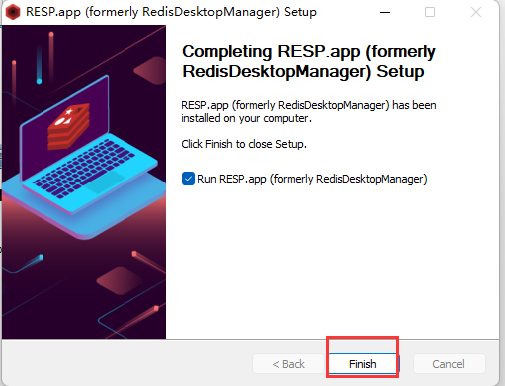 RESP.app (formerly RedisDesktopManager) Setup
Completing RESP.app (formerly
RedisDesktopManager) Setup
RESP.app (formerly RedisDesktopManager) has been
installed on your computer.
Click Finish to close Setup.
Run RESP.app (formerly RedisDesktopManager)
< Back
Finish
Cancel